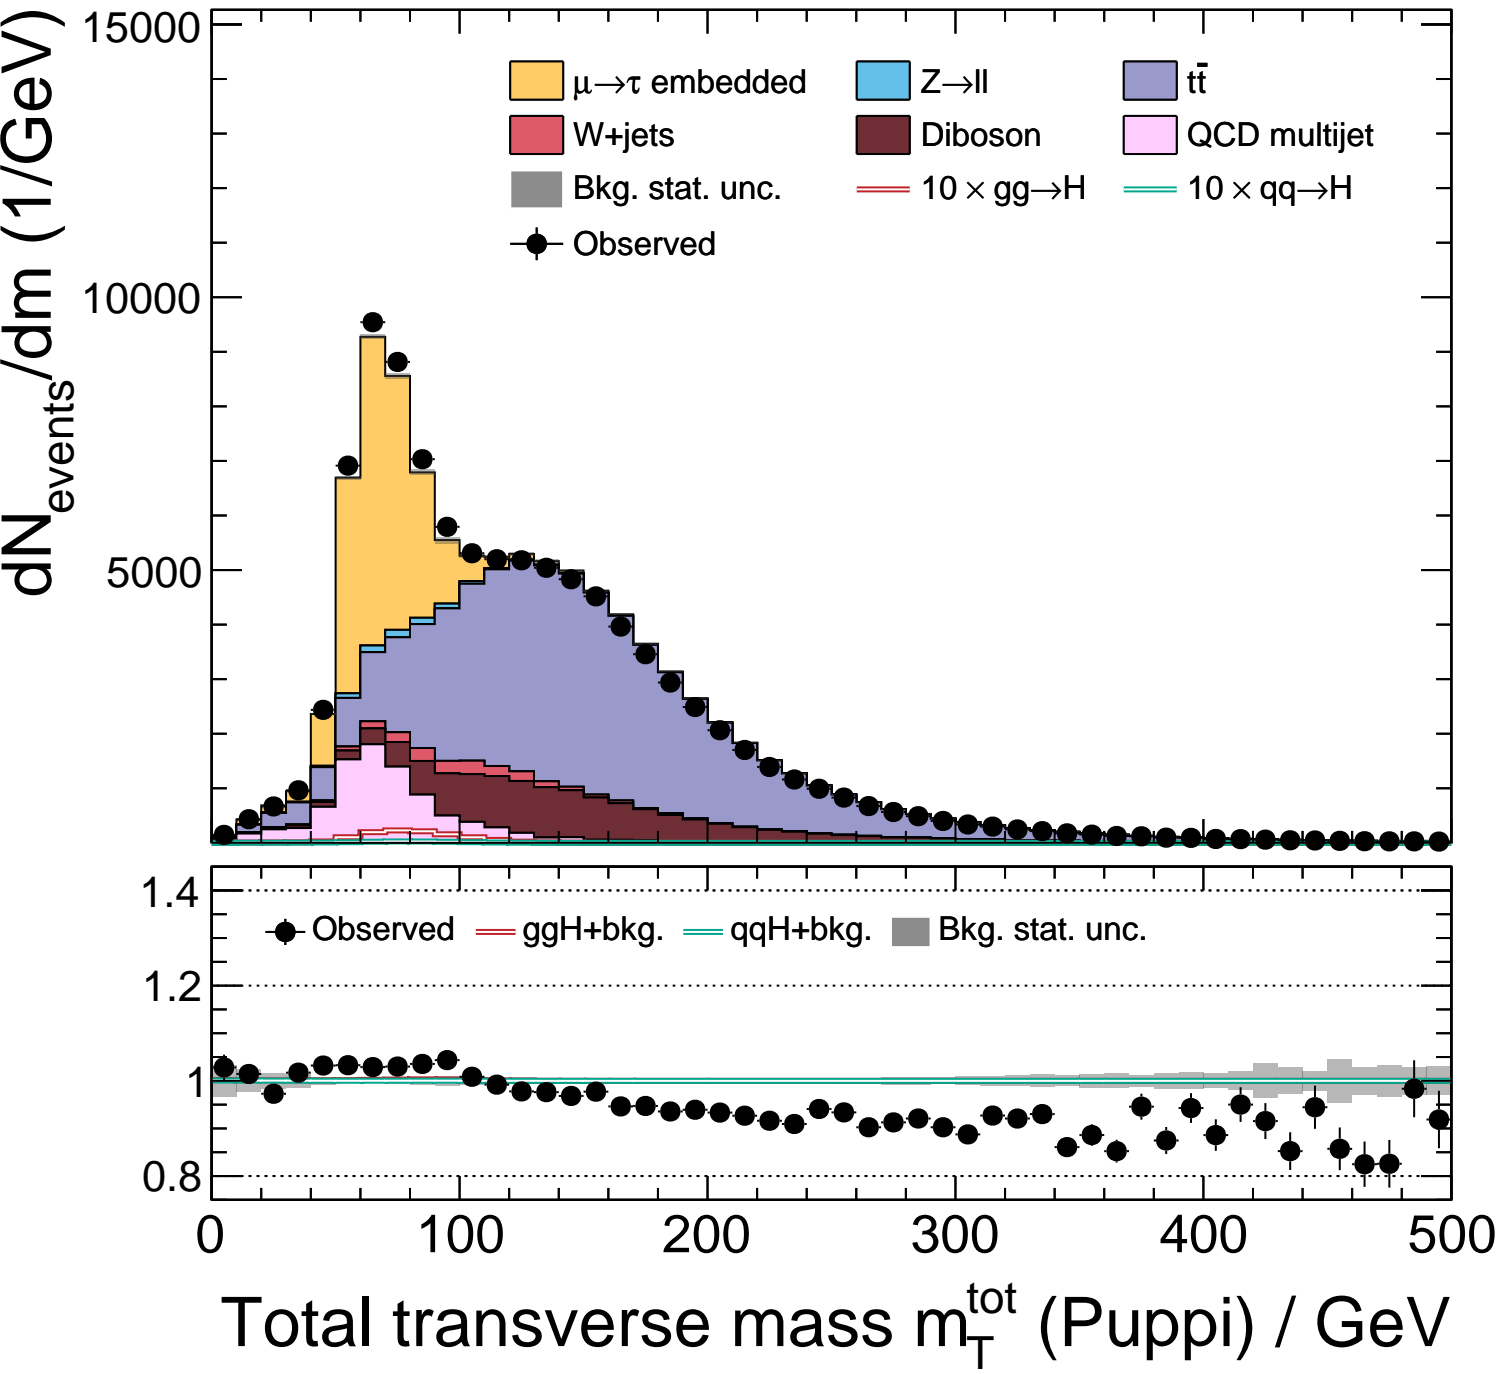 dN_events/dm (1/GeV)
15000
10000
5000
μ→τ embedded
Z→ll
tt̄
W+jets
Diboson
QCD multijet
Bkg. stat. unc.
10 × gg→H
10 × qq→H
Observed
1.4
1.2
1
0.8
Observed
ggH+bkg.
qqH+bkg.
Bkg. stat. unc.
0
100
200
300
400
500
Total transverse mass m_T^tot (Puppi) / GeV